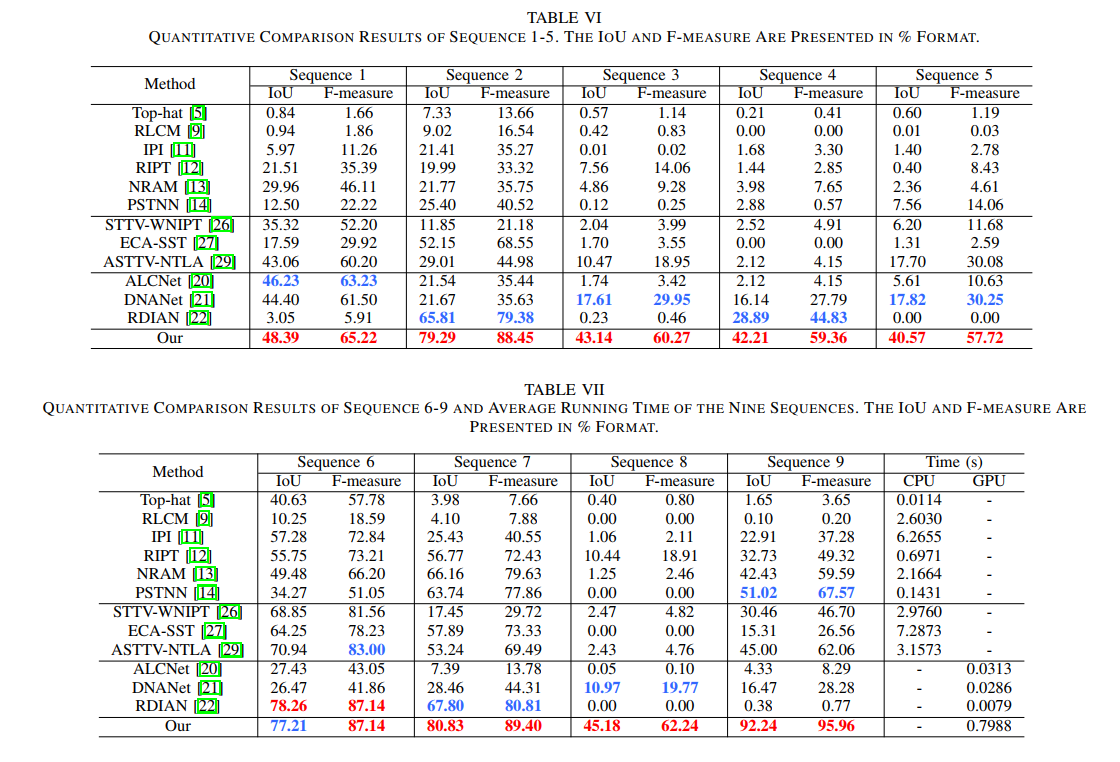 TABLE VI
QUANTITATIVE COMPARISON RESULTS OF SEQUENCE 1-5. THE IOU AND F-MEASURE ARE PRESENTED IN % FORMAT.
Method Sequence 1 Sequence 2 Sequence 3 Sequence 4 Sequence 5
IoU F-measure IoU F-measure IoU F-measure IoU F-measure IoU F-measure
Top-hat [5] 0.84 1.66 7.33 13.66 0.57 1.14 0.21 0.41 0.60 1.19
RLCM [9] 0.94 1.86 9.02 16.54 0.42 0.83 0.00 0.00 0.01 0.03
IPI [11] 5.97 11.26 21.41 35.27 0.01 0.02 1.68 3.30 1.40 2.78
RIPT [12] 21.51 35.39 19.99 33.32 7.56 14.06 1.44 2.85 0.40 8.43
NRAM [13] 29.96 46.11 21.77 35.75 4.86 9.28 3.98 7.65 2.36 4.61
PSTNN [14] 12.50 22.22 25.40 40.52 0.12 0.25 2.88 0.57 7.56 14.06
STTV-WNIPT [26] 35.32 52.20 11.85 21.18 2.04 3.99 2.52 4.91 6.20 11.68
ECA-SST [27] 17.59 29.92 52.15 68.55 1.70 3.55 0.00 0.00 1.31 2.59
ASTTV-NTLA [29] 43.06 60.20 29.01 44.98 10.47 18.95 2.12 4.15 17.70 30.08
ALCNet [20] 46.23 63.23 21.54 35.44 1.74 3.42 2.12 4.15 5.61 10.63
DNANet [21] 44.40 61.50 21.67 35.63 17.61 29.95 16.14 27.79 17.82 30.25
RDIAN [22] 3.05 5.91 65.81 79.38 0.23 0.46 28.89 44.83 0.00 0.00
Our 48.39 65.22 79.29 88.45 43.14 60.27 42.21 59.36 40.57 57.72
TABLE VII
QUANTITATIVE COMPARISON RESULTS OF SEQUENCE 6-9 AND AVERAGE RUNNING TIME OF THE NINE SEQUENCES. THE IOU AND F-MEASURE ARE
PRESENTED IN % FORMAT.
Method Sequence 6 Sequence 7 Sequence 8 Sequence 9 Time (s)
IoU F-measure IoU F-measure IoU F-measure IoU F-measure CPU GPU
Top-hat [5] 40.63 57.78 3.98 7.66 0.40 0.80 1.65 3.65 0.0114 -
RLCM [9] 10.25 18.59 4.10 7.88 0.00 0.00 0.10 0.20 2.6030 -
IPI [11] 57.28 72.84 25.43 40.55 1.06 2.11 22.91 37.28 6.2655 -
RIPT [12] 55.75 73.21 56.77 72.43 10.44 18.91 32.73 49.32 0.6971 -
NRAM [13] 49.48 66.20 66.16 79.63 1.25 2.46 42.43 59.59 2.1664 -
PSTNN [14] 34.27 51.05 63.74 77.86 0.00 0.00 51.02 67.57 0.1431 -
STTV-WNIPT [26] 68.85 81.56 17.45 29.72 2.47 4.82 30.46 46.70 2.9760 -
ECA-SST [27] 64.25 78.23 57.89 73.33 0.00 0.00 15.31 26.56 7.2873 -
ASTTV-NTLA [29] 70.94 83.00 53.24 69.49 2.43 4.76 45.00 62.06 3.1573 -
ALCNet [20] 27.43 43.05 7.39 13.78 0.05 0.10 4.33 8.29 - 0.0313
DNANet [21] 26.47 41.86 28.46 44.31 10.97 19.77 16.47 28.28 - 0.0286
RDIAN [22] 78.26 87.14 67.80 80.81 0.00 0.00 0.38 0.77 - 0.0079
Our 77.21 87.14 80.83 89.40 45.18 62.24 92.24 95.96 - 0.7988